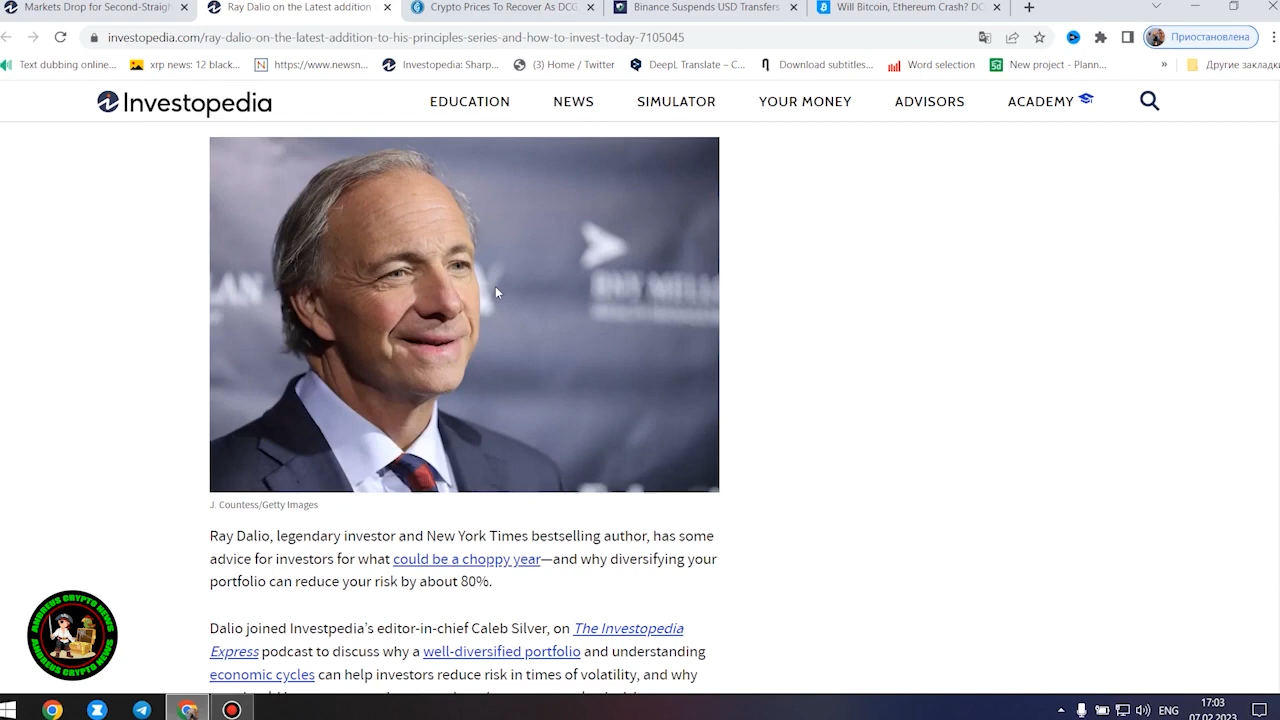 Markets Drop for Second-Straigh
Ray Dalio on the Latest addition
Crypto Prices To Recover As DCG
Binance Suspends USD Transfers
Will Bitcoin, Ethereum Crash? DC
investopedia.com/ray-dalio-on-the-latest-addition-to-his-principles-series-and-how-to-invest-today-7105045
Приостановлена
Text dubbing online...
xrp news: 12 black...
https://www.newsn...
Investopedia: Sharp...
(3) Home / Twitter
DeepL Translate – C...
Download subtitles...
Word selection
New project - Plann...
»
Другие закладки
Investopedia
EDUCATION
NEWS
SIMULATOR
YOUR MONEY
ADVISORS
ACADEMY
J. Countess/Getty Images
Ray Dalio, legendary investor and New York Times bestselling author, has some
advice for investors for what could be a choppy year—and why diversifying your
portfolio can reduce your risk by about 80%.
Dalio joined Investpedia's editor-in-chief Caleb Silver, on The Investopedia
Express podcast to discuss why a well-diversified portfolio and understanding
economic cycles can help investors reduce risk in times of volatility, and why
ANDREUS CRYPTO NEWS
ANDREUS CRYPTO NEWS
ENG
17:03
07.02.2023